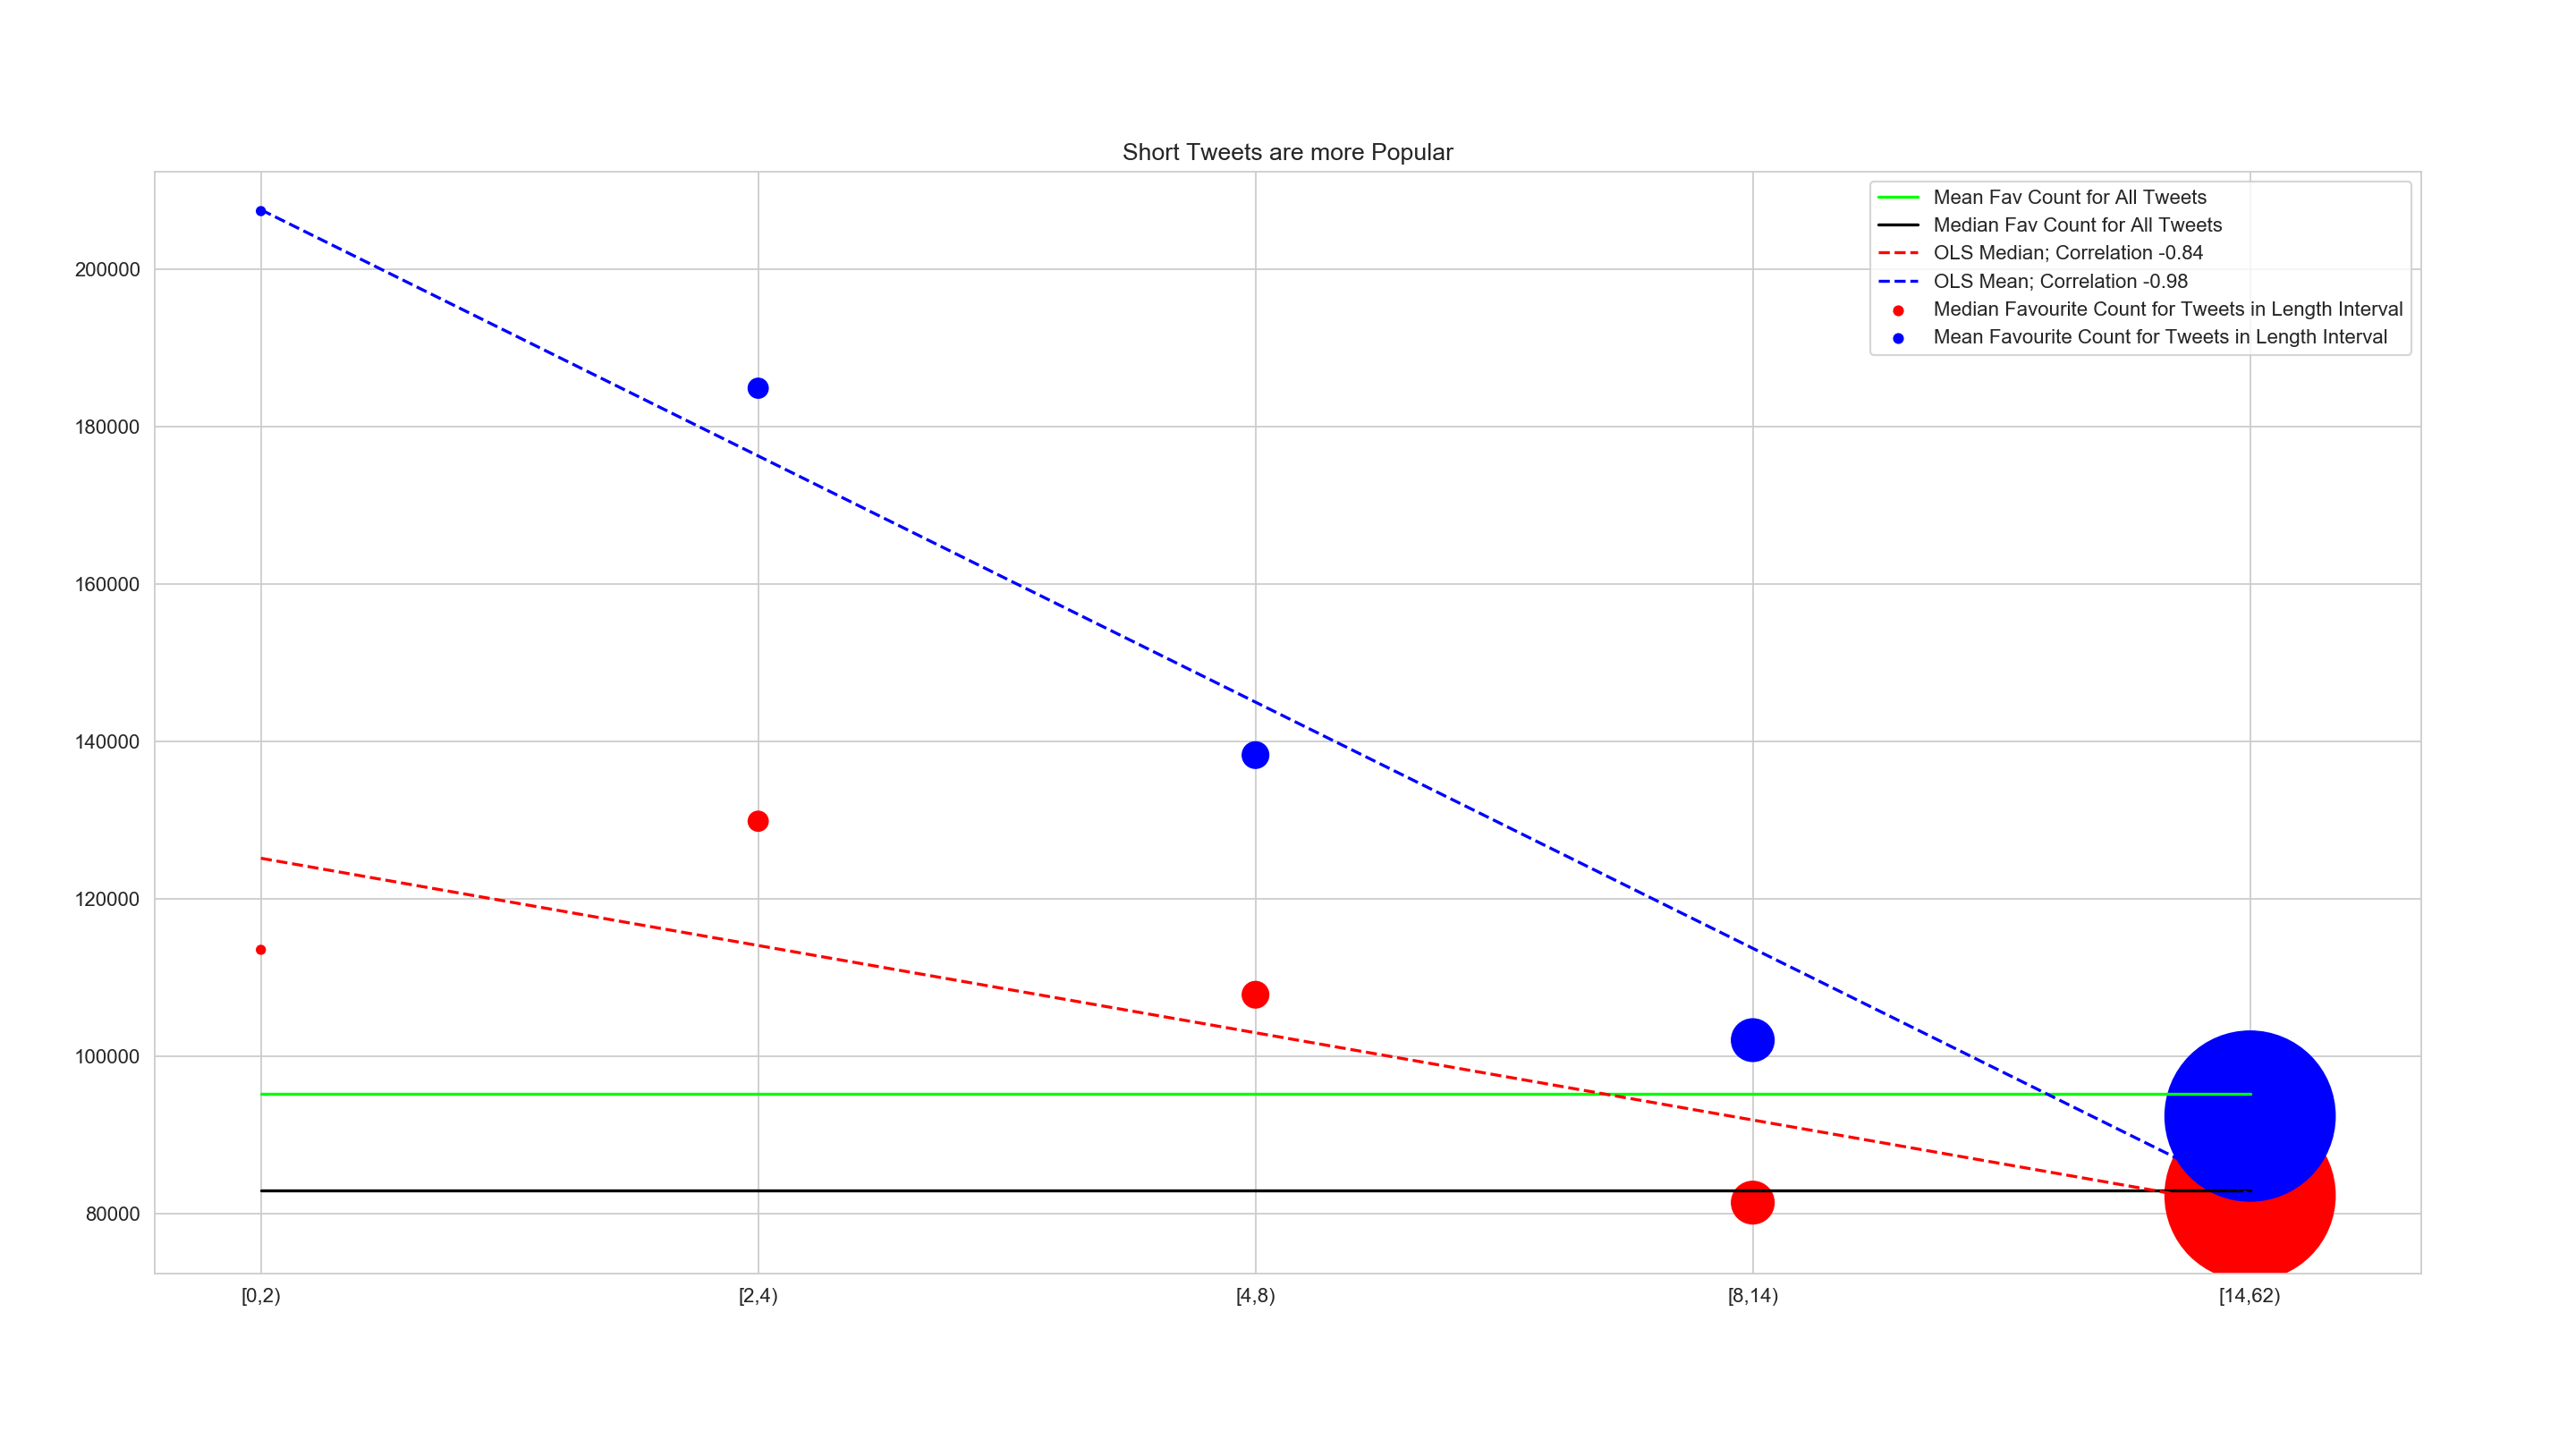 Short Tweets are more Popular
Mean Fav Count for All Tweets
Median Fav Count for All Tweets
OLS Median; Correlation -0.84
OLS Mean; Correlation -0.98
Median Favourite Count for Tweets in Length Interval
Mean Favourite Count for Tweets in Length Interval
200000
180000
160000
140000
120000
100000
80000
[0,2) [2,4) [4,8) [8,14) [14,62)